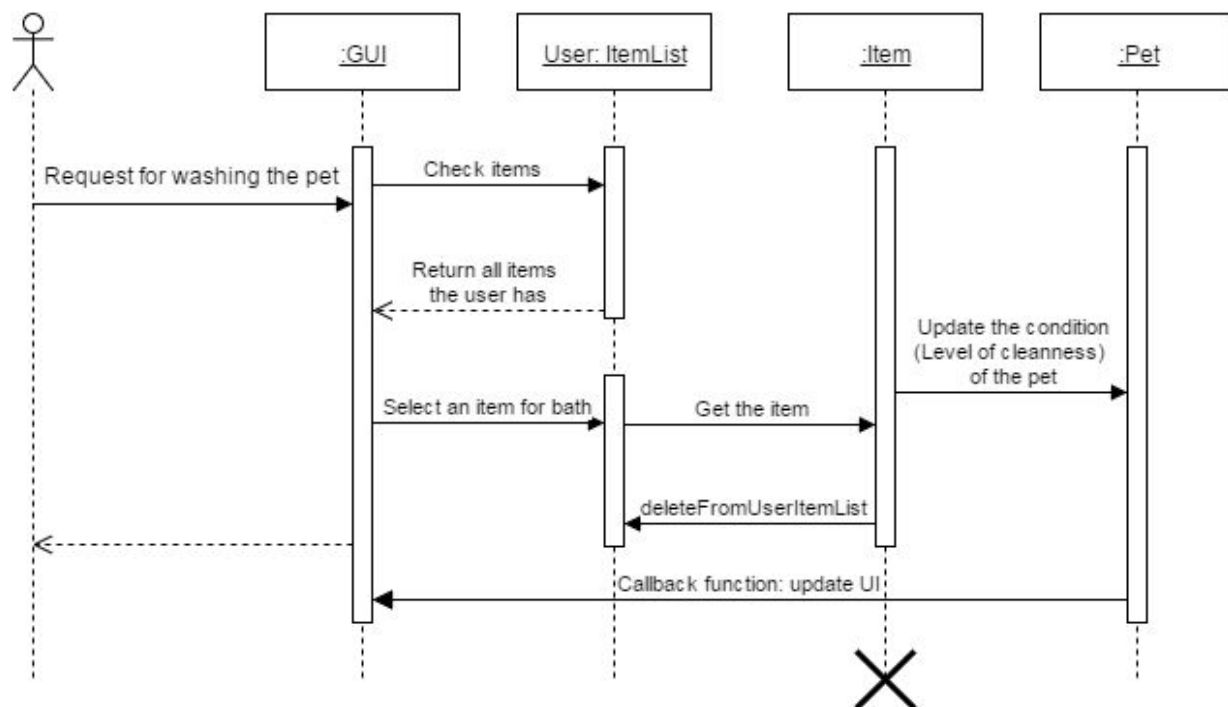 :GUI
User: ItemList
:Item
:Pet
Request for washing the pet
Check items
Return all items
the user has
Update the condition
(Level of cleanness)
of the pet
Select an item for bath
Get the item
deleteFromUserItemList
Callback function: update UI